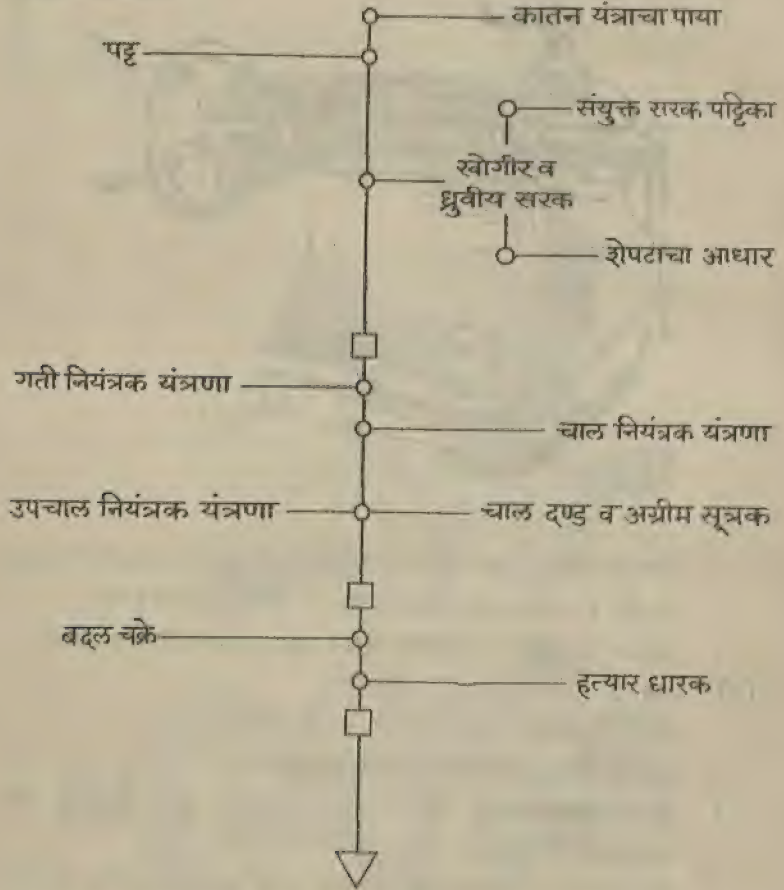 कातन यंत्राचा पाया
पट्ट
संयुक्त सरक पट्टिका
खोगीर व
ध्रुवीय सरक
शेपटाचा आधार
गती नियंत्रक यंत्रणा
चाल नियंत्रक यंत्रणा
उपचाल नियंत्रक यंत्रणा
चाल दण्ड व अग्रीम सूत्रक
बदल चक्रे
हत्यार धारक